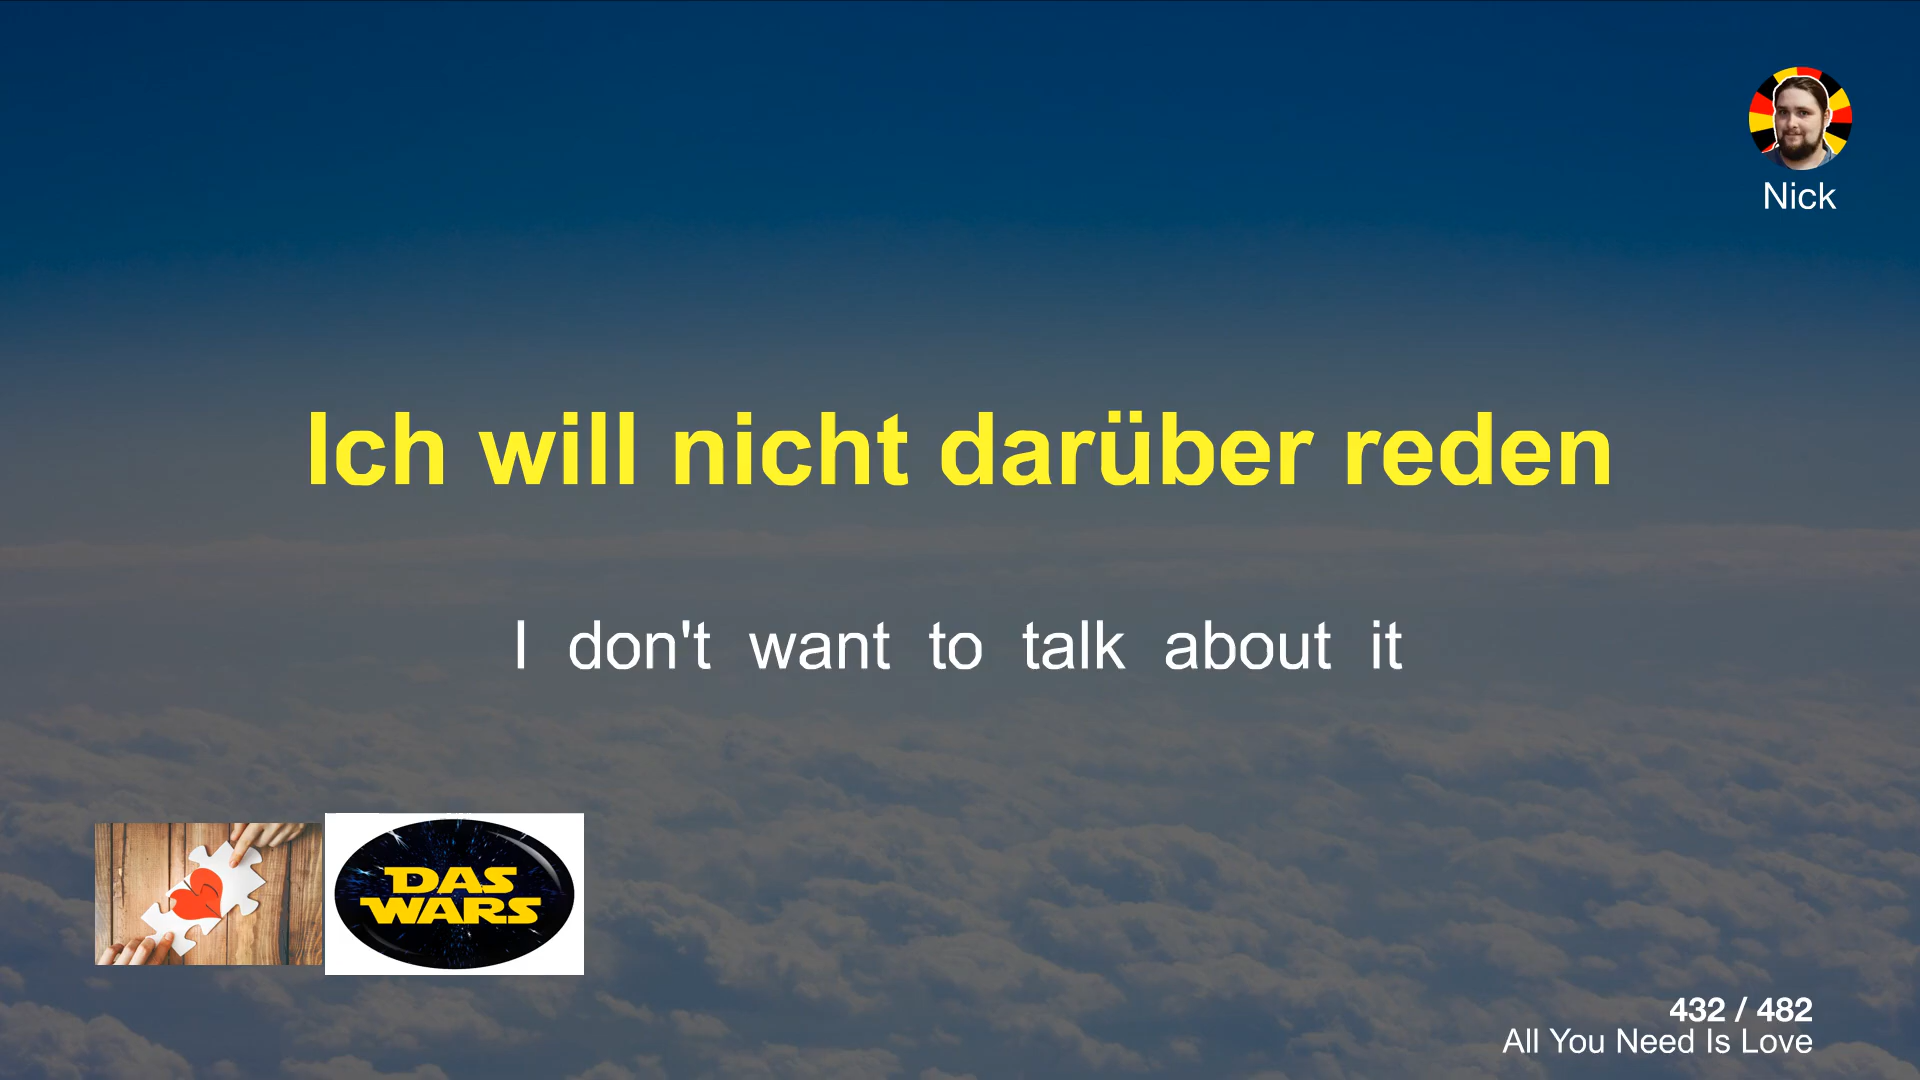 Nick
Ich will nicht darüber reden
I don't want to talk about it
DAS
WARS
432 / 482
All You Need Is Love